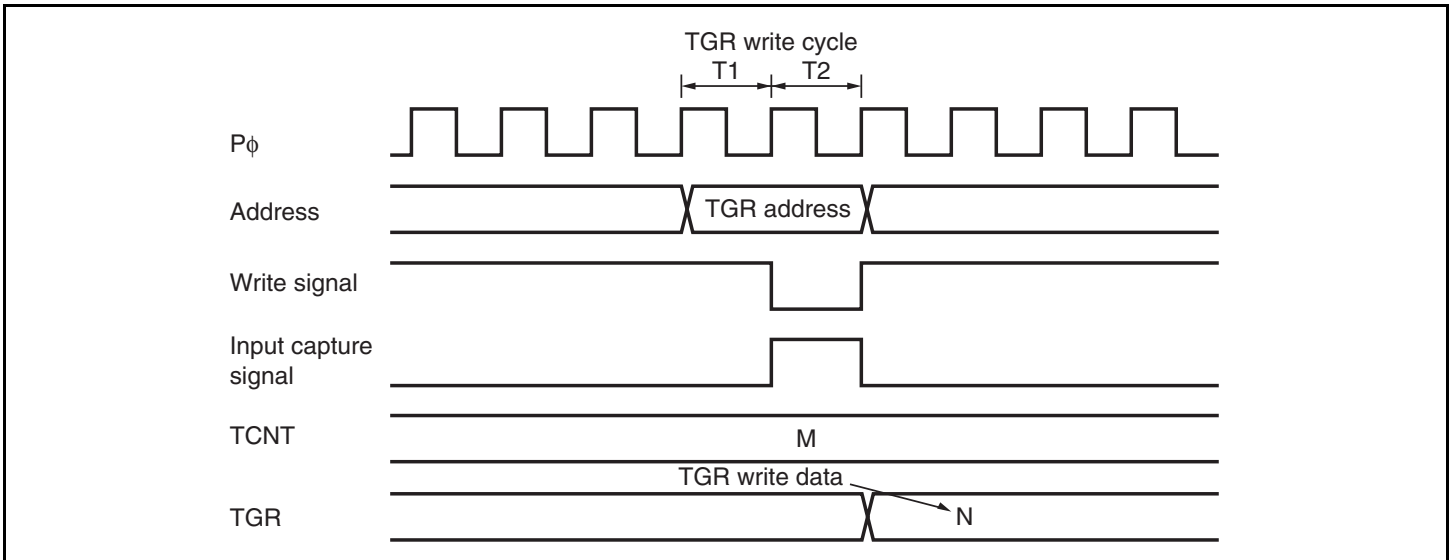 TGR write cycle
T1 T2
Pϕ
Address TGR address
Write signal
Input capture
signal
TCNT M
TGR write data
TGR N